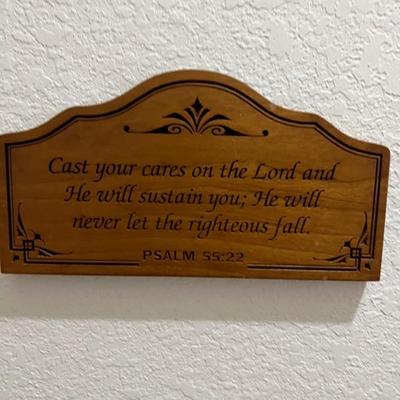 Cast your cares on the Lord and
He will sustain you; He will
never let the righteous fall.
PSALM 55:22